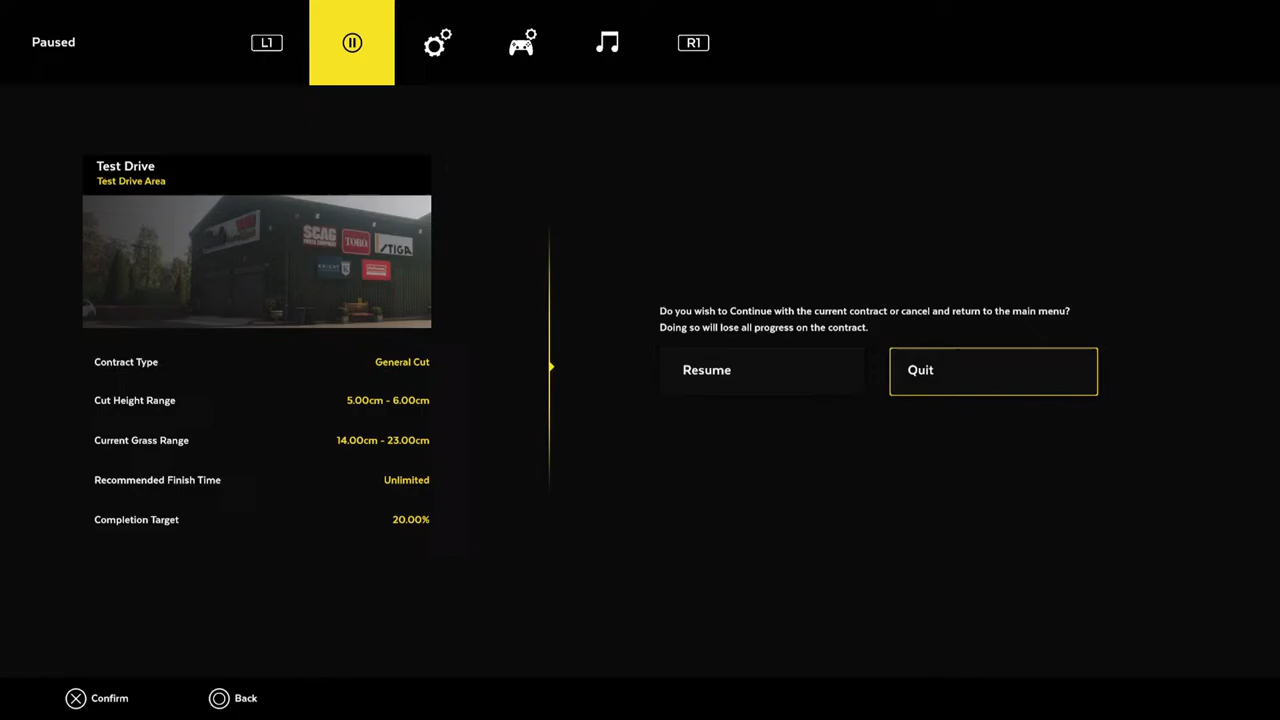 Paused
L1
R1
Test Drive
Test Drive Area
SCAG
TORO
STIGA
Contract Type
General Cut
Cut Height Range
5.00cm - 6.00cm
Current Grass Range
14.00cm - 23.00cm
Recommended Finish Time
Unlimited
Completion Target
20.00%
Do you wish to Continue with the current contract or cancel and return to the main menu?
Doing so will lose all progress on the contract.
Resume
Quit
Confirm
Back